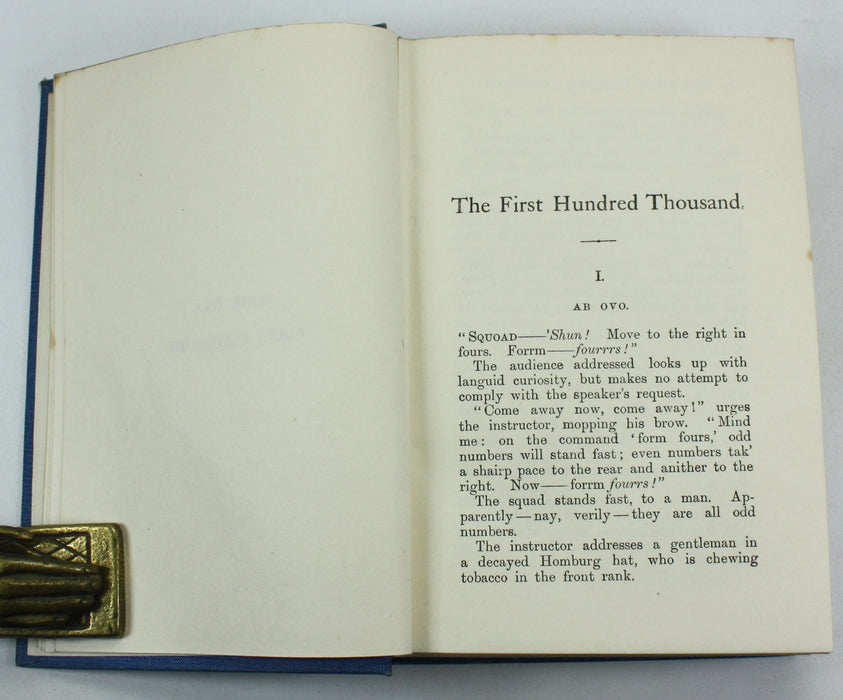 The First Hundred Thousand.
I.
AB OVO.
“SQUOAD——’Shun! Move to the right in
fours. Forrm——fourrrs!”
The audience addressed looks up with
languid curiosity, but makes no attempt to
comply with the speaker’s request.
“Come away now, come away!” urges
the instructor, mopping his brow. “Mind
me: on the command ‘form fours,’ odd
numbers will stand fast; even numbers tak’
a shairp pace to the rear and anither to the
right. Now——forrm fourrs!”
The squad stands fast, to a man. Ap-
parently—nay, verily—they are all odd
numbers.
The instructor addresses a gentleman in
a decayed Homburg hat, who is chewing
tobacco in the front rank.